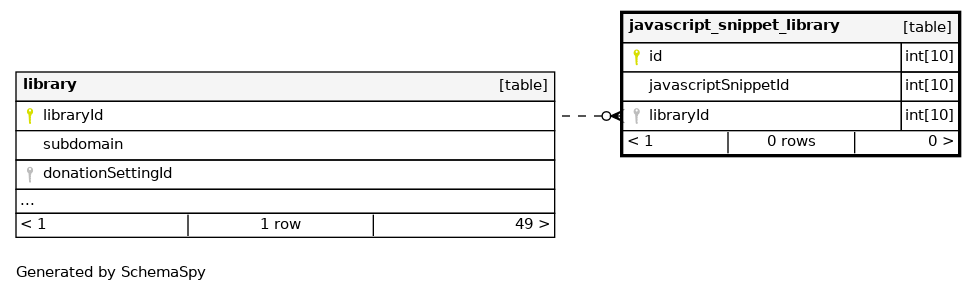 javascript_snippet_library [table]
id int[10]
javascriptSnippetId int[10]
libraryId int[10]
< 1 0 rows 0 >
library [table]
libraryId
subdomain
donationSettingId
...
< 1 1 row 49 >
Generated by SchemaSpy